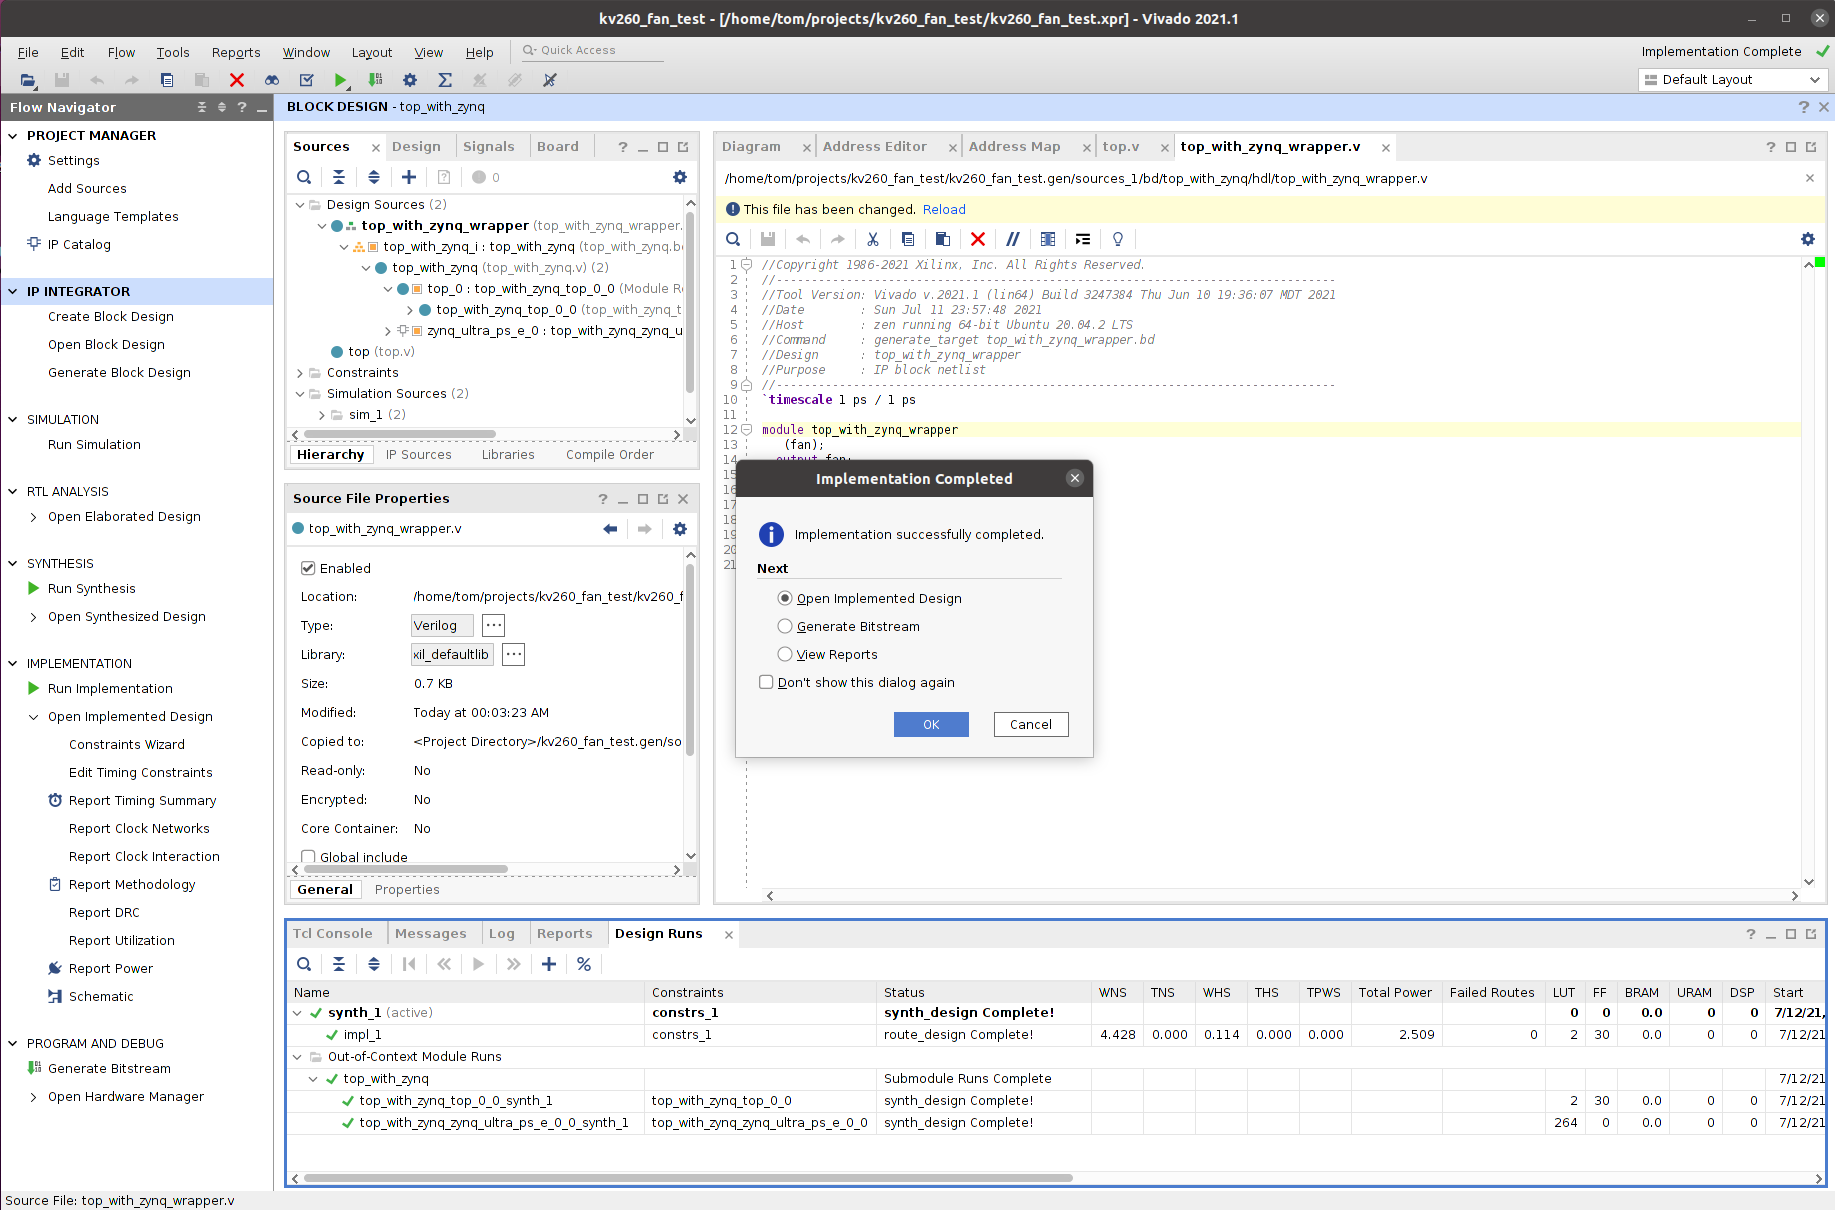 kv260_fan_test - [/home/tom/projects/kv260_fan_test/kv260_fan_test.xpr] - Vivado 2021.1
File Edit Flow Tools Reports Window Layout View Help Quick Access
Implementation Complete
Default Layout
Flow Navigator
PROJECT MANAGER
Settings
Add Sources
Language Templates
IP Catalog
IP INTEGRATOR
Create Block Design
Open Block Design
Generate Block Design
SIMULATION
Run Simulation
RTL ANALYSIS
Open Elaborated Design
SYNTHESIS
Run Synthesis
Open Synthesized Design
IMPLEMENTATION
Run Implementation
Open Implemented Design
Constraints Wizard
Edit Timing Constraints
Report Timing Summary
Report Clock Networks
Report Clock Interaction
Report Methodology
Report DRC
Report Utilization
Report Power
Schematic
PROGRAM AND DEBUG
Generate Bitstream
Open Hardware Manager
BLOCK DESIGN - top_with_zynq
Sources Design Signals Board
0
Design Sources (2)
top_with_zynq_wrapper (top_with_zynq_wrapper.
top_with_zynq_i : top_with_zynq (top_with_zynq.b
top_with_zynq (top_with_zynq.v) (2)
top_0 : top_with_zynq_top_0_0 (Module R
top_with_zynq_top_0_0 (top_with_zynq_t
zynq_ultra_ps_e_0 : top_with_zynq_zynq_u
top (top.v)
Constraints
Simulation Sources (2)
sim_1 (2)
Hierarchy IP Sources Libraries Compile Order
Source File Properties
top_with_zynq_wrapper.v
Enabled
Location: /home/tom/projects/kv260_fan_test/kv260_f
Type: Verilog
Library: xil_defaultlib
Size: 0.7 KB
Modified: Today at 00:03:23 AM
Copied to: <Project Directory>/kv260_fan_test.gen/so
Read-only: No
Encrypted: No
Core Container: No
Global include
General Properties
Diagram Address Editor Address Map top.v top_with_zynq_wrapper.v
/home/tom/projects/kv260_fan_test/kv260_fan_test.gen/sources_1/bd/top_with_zynq/hdl/top_with_zynq_wrapper.v
This file has been changed. Reload
1 //Copyright 1986-2021 Xilinx, Inc. All Rights Reserved.
2 //--------------------------------------------------------------------------------
3 //Tool Version: Vivado v.2021.1 (lin64) Build 3247384 Thu Jun 10 19:36:07 MDT 2021
4 //Date        : Sun Jul 11 23:57:48 2021
5 //Host        : zen running 64-bit Ubuntu 20.04.2 LTS
6 //Command     : generate_target top_with_zynq_wrapper.bd
7 //Design      : top_with_zynq_wrapper
8 //Purpose     : IP block netlist
9 //--------------------------------------------------------------------------------
10 `timescale 1 ps / 1 ps
11
12 module top_with_zynq_wrapper
13 (fan);
14 output fan;
15
16
17
18
19
20
21
Implementation Completed
Implementation successfully completed.
Next
Open Implemented Design
Generate Bitstream
View Reports
Don't show this dialog again
OK Cancel
Tcl Console Messages Log Reports Design Runs
Name Constraints Status WNS TNS WHS THS TPWS Total Power Failed Routes LUT FF BRAM URAM DSP Start
synth_1 (active) constrs_1 synth_design Complete! 0 0 0.0 0 0 7/12/21,
impl_1 constrs_1 route_design Complete! 4.428 0.000 0.114 0.000 0.000 2.509 0 2 30 0.0 0 0 7/12/21
Out-of-Context Module Runs
top_with_zynq Submodule Runs Complete 7/12/21
top_with_zynq_top_0_0_synth_1 top_with_zynq_top_0_0 synth_design Complete! 2 30 0.0 0 0 7/12/21
top_with_zynq_zynq_ultra_ps_e_0_0_synth_1 top_with_zynq_zynq_ultra_ps_e_0_0 synth_design Complete! 264 0 0.0 0 0 7/12/21
Source File: top_with_zynq_wrapper.v